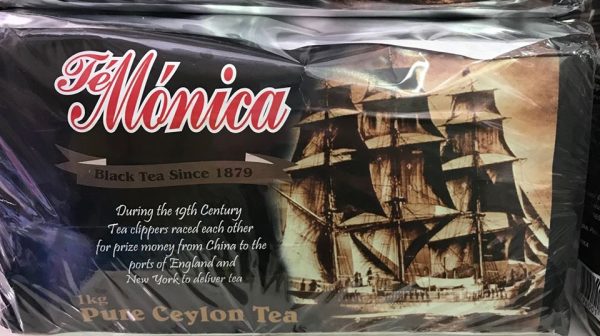 Té
Mónica
Black Tea Since 1879
During the 19th Century
Tea clippers raced each other
for prize money from China to the
ports of England and
New York to deliver tea
1kg
Pure Ceylon Tea